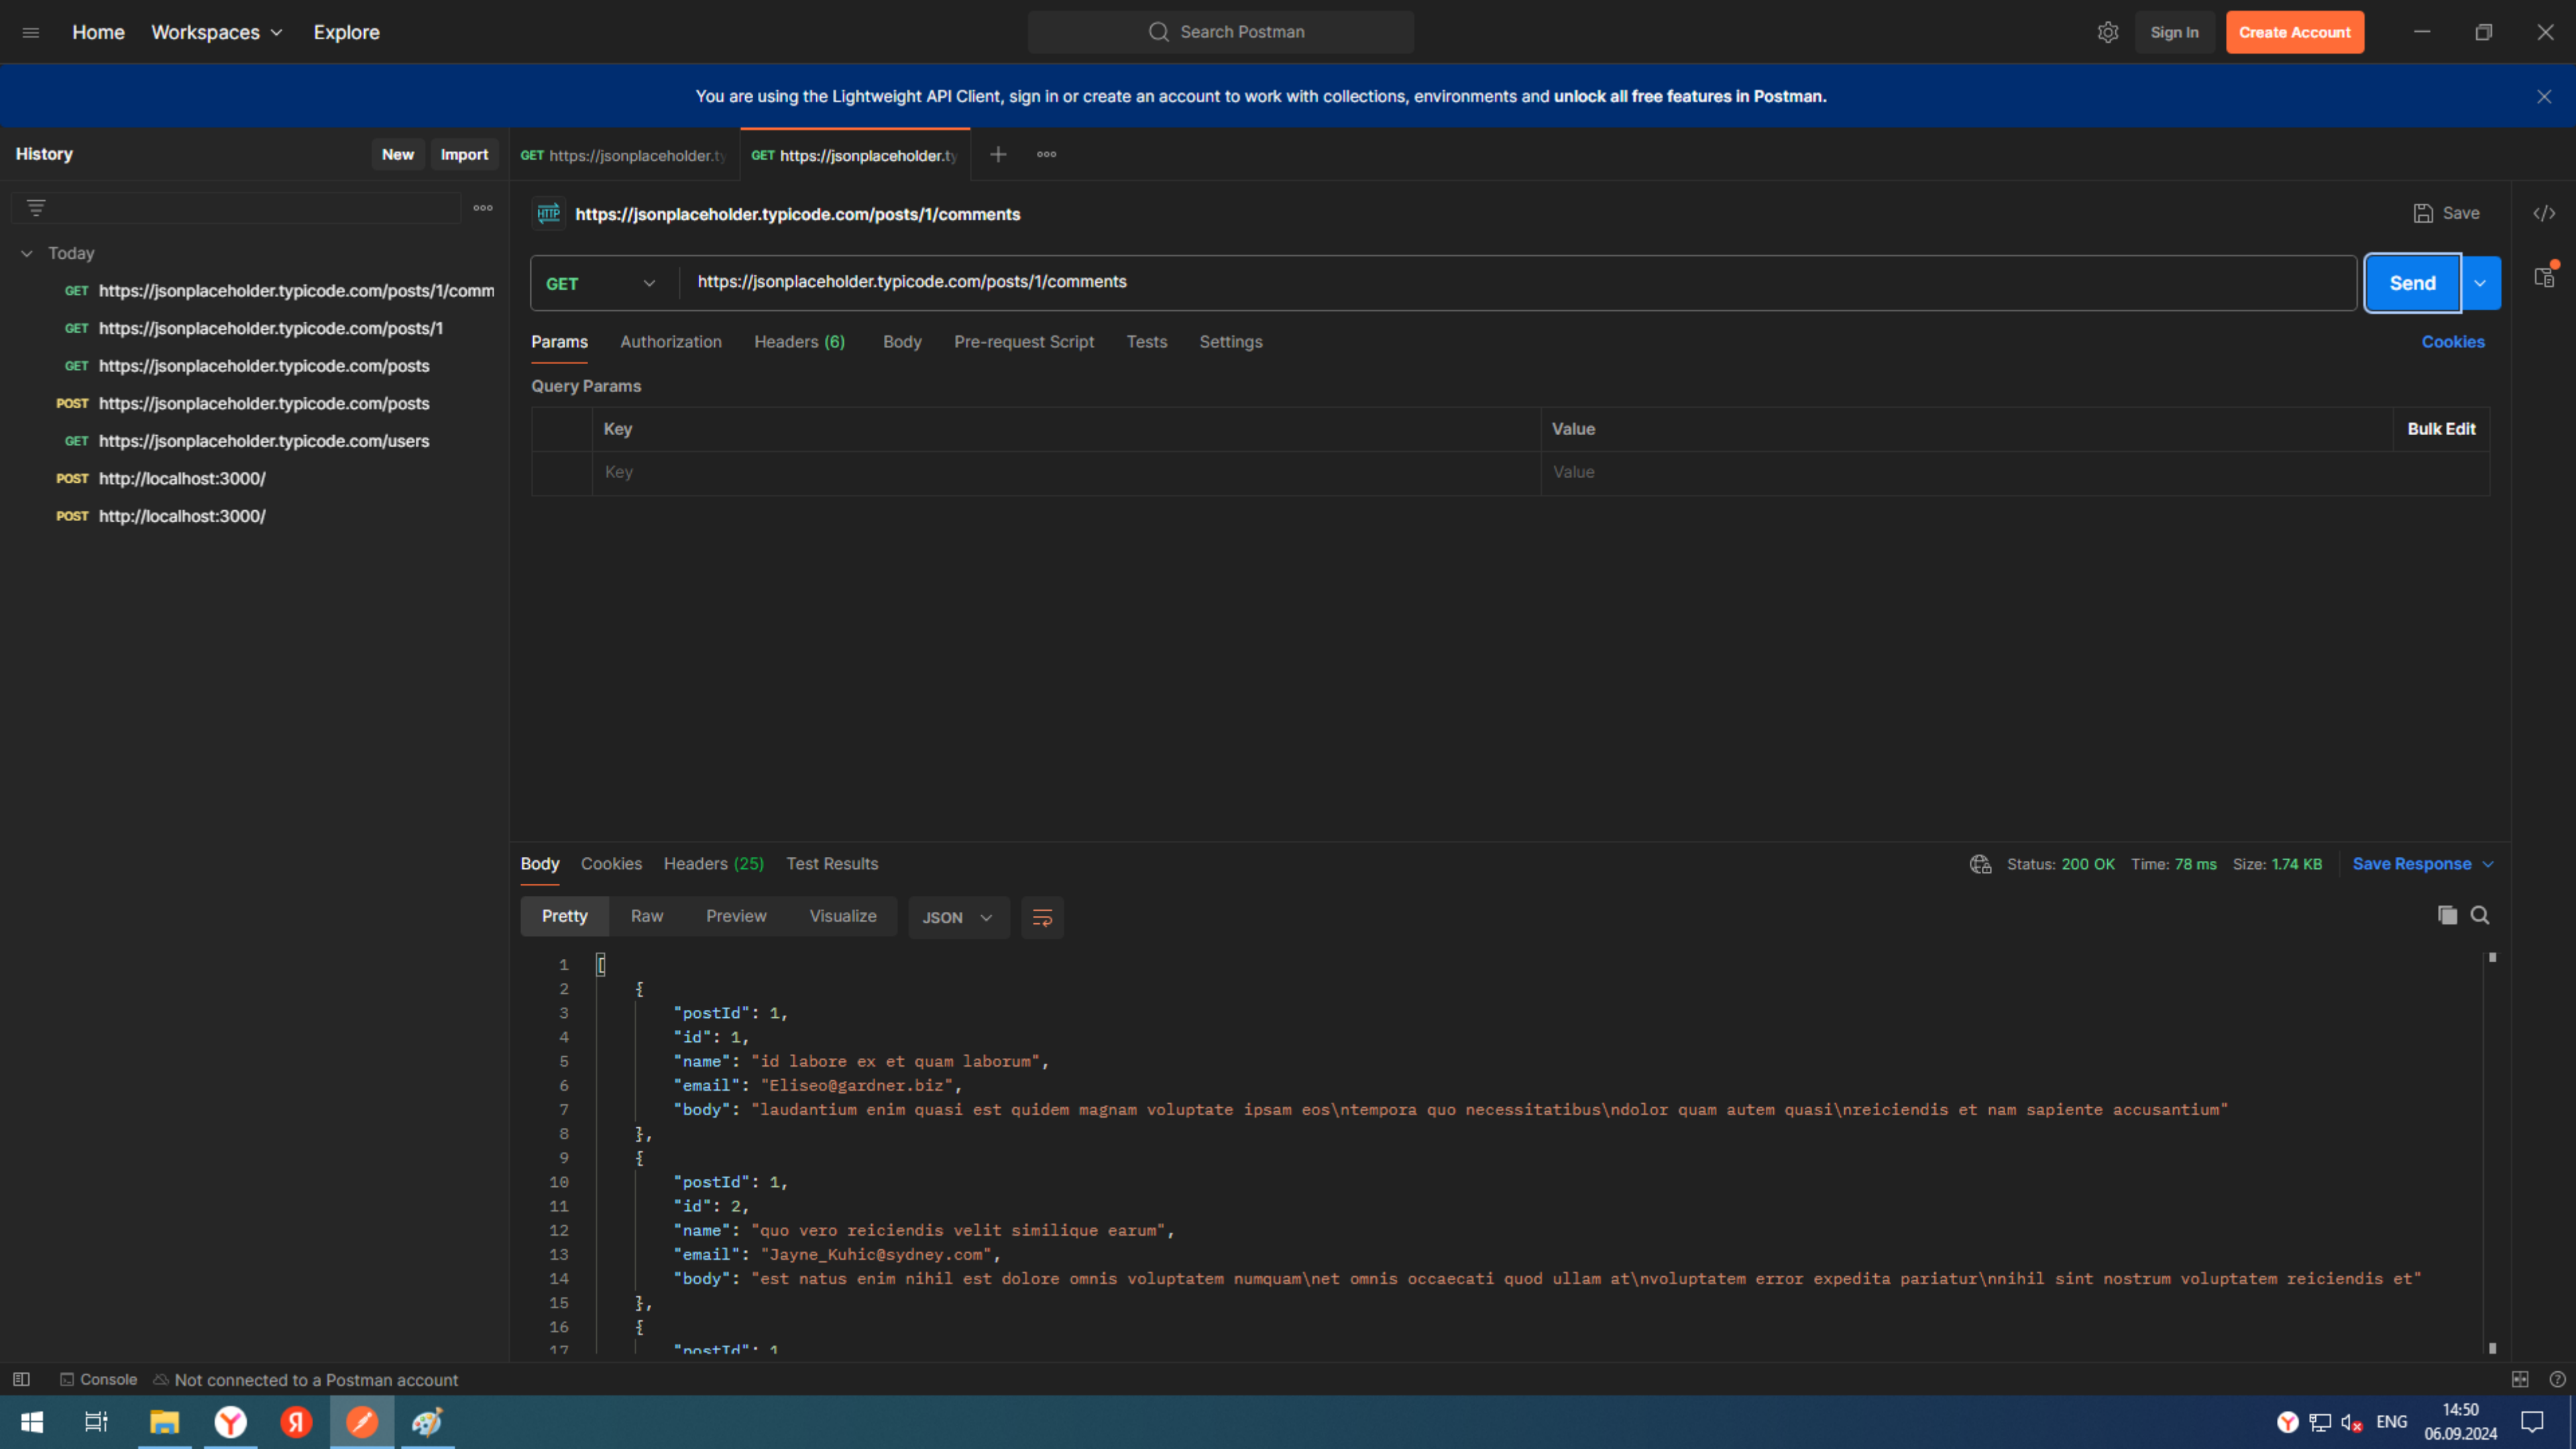 Home Workspaces Explore Search Postman Sign In Create Account
You are using the Lightweight API Client, sign in or create an account to work with collections, environments and unlock all free features in Postman.
History New Import GET https://jsonplaceholder.ty GET https://jsonplaceholder.ty
HTTP https://jsonplaceholder.typicode.com/posts/1/comments Save
Today
GET https://jsonplaceholder.typicode.com/posts/1/comm
GET https://jsonplaceholder.typicode.com/posts/1
GET https://jsonplaceholder.typicode.com/posts
POST https://jsonplaceholder.typicode.com/posts
GET https://jsonplaceholder.typicode.com/users
POST http://localhost:3000/
POST http://localhost:3000/
GET https://jsonplaceholder.typicode.com/posts/1/comments Send
Params Authorization Headers (6) Body Pre-request Script Tests Settings Cookies
Query Params
Key Value Bulk Edit
Key Value
Body Cookies Headers (25) Test Results Status: 200 OK Time: 78 ms Size: 1.74 KB Save Response
Pretty Raw Preview Visualize JSON
1 [
2 {
3 "postId": 1,
4 "id": 1,
5 "name": "id labore ex et quam laborum",
6 "email": "Eliseo@gardner.biz",
7 "body": "laudantium enim quasi est quidem magnam voluptate ipsam eos\ntempora quo necessitatibus\ndolor quam autem quasi\nreiciendis et nam sapiente accusantium"
8 },
9 {
10 "postId": 1,
11 "id": 2,
12 "name": "quo vero reiciendis velit similique earum",
13 "email": "Jayne_Kuhic@sydney.com",
14 "body": "est natus enim nihil est dolore omnis voluptatem numquam\net omnis occaecati quod ullam at\nvoluptatem error expedita pariatur\nnihil sint nostrum voluptatem reiciendis et"
15 },
16 {
17 "postId": 1
Console Not connected to a Postman account
ENG 14:50
06.09.2024